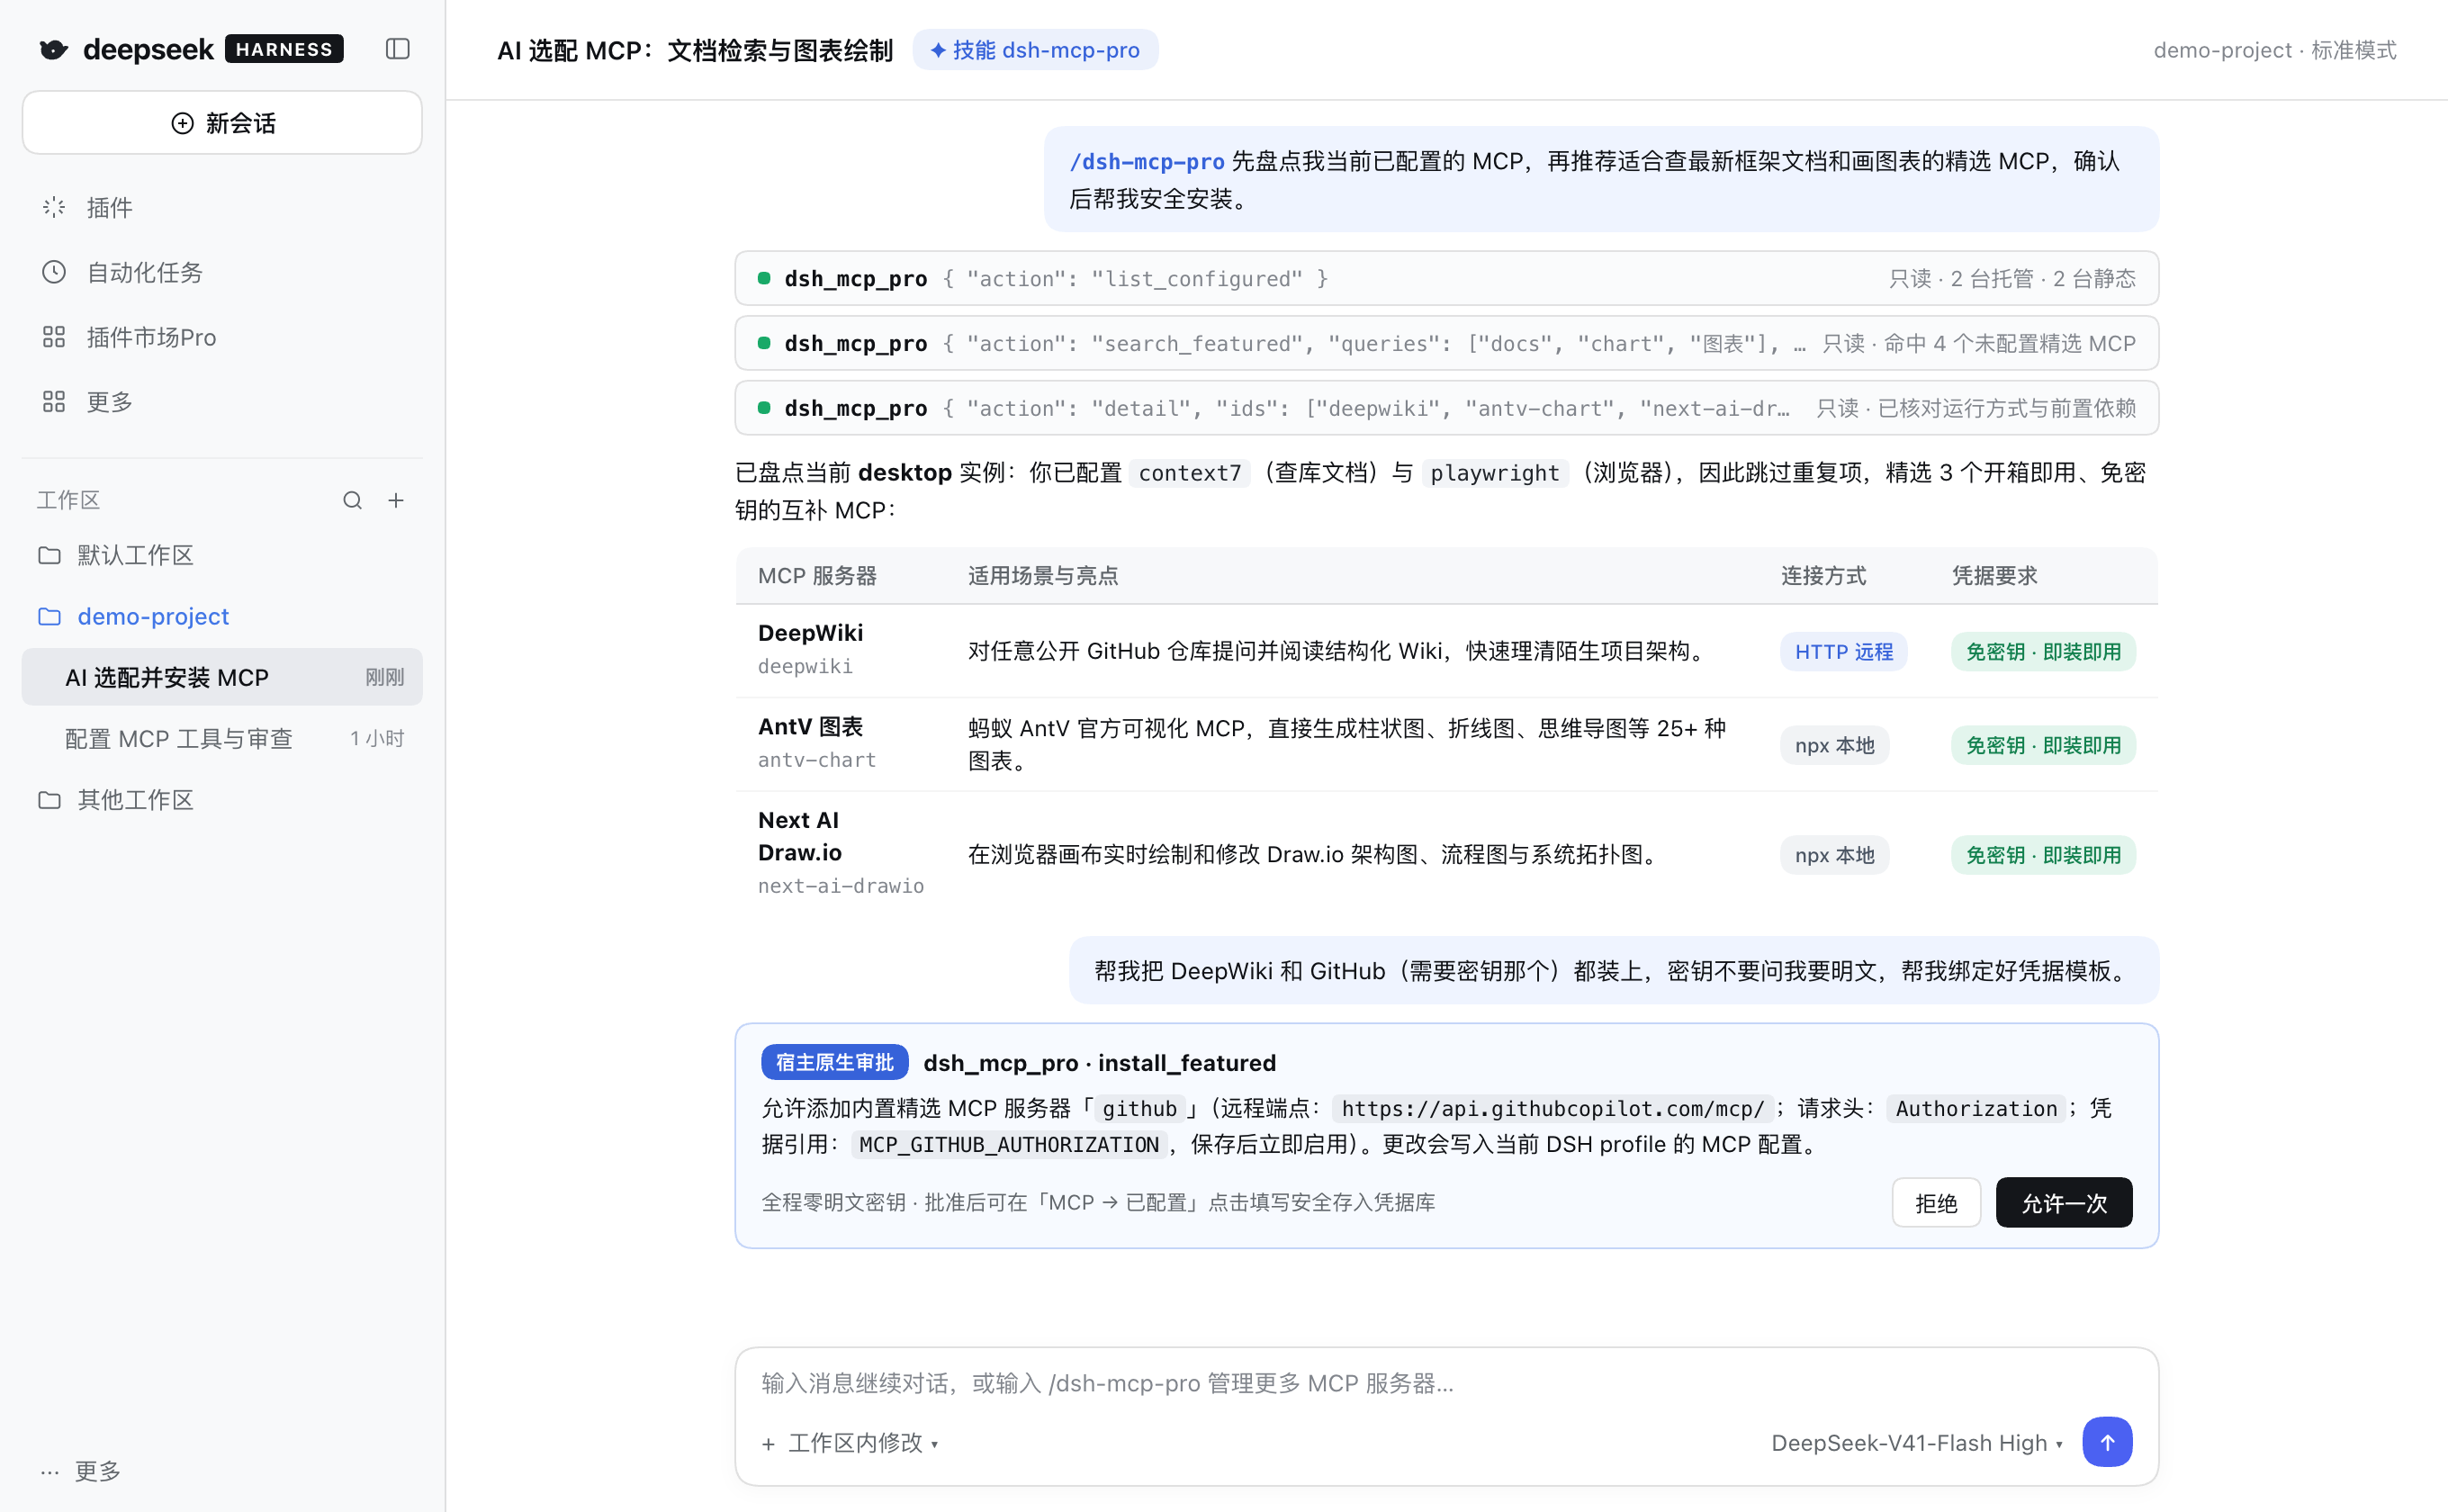 deepseek HARNESS
新会话
插件
自动化任务
插件市场Pro
更多
工作区
默认工作区
demo-project
AI 选配并安装 MCP 刚刚
配置 MCP 工具与审查 1 小时
其他工作区
··· 更多
AI 选配 MCP：文档检索与图表绘制 ✦ 技能 dsh-mcp-pro
demo-project · 标准模式
/dsh-mcp-pro 先盘点我当前已配置的 MCP，再推荐适合查最新框架文档和画图表的精选 MCP，确认
后帮我安全安装。
dsh_mcp_pro { "action": "list_configured" } 只读 · 2 台托管 · 2 台静态
dsh_mcp_pro { "action": "search_featured", "queries": ["docs", "chart", "图表"], … 只读 · 命中 4 个未配置精选 MCP
dsh_mcp_pro { "action": "detail", "ids": ["deepwiki", "antv-chart", "next-ai-dr… 只读 · 已核对运行方式与前置依赖
已盘点当前 desktop 实例：你已配置 context7（查库文档）与 playwright（浏览器），因此跳过重复项，精选 3 个开箱即用、免密
钥的互补 MCP：
MCP 服务器 适用场景与亮点 连接方式 凭据要求
DeepWiki
deepwiki
对任意公开 GitHub 仓库提问并阅读结构化 Wiki，快速理清陌生项目架构。
HTTP 远程
免密钥 · 即装即用
AntV 图表
antv-chart
蚂蚁 AntV 官方可视化 MCP，直接生成柱状图、折线图、思维导图等 25+ 种
图表。
npx 本地
免密钥 · 即装即用
Next AI
Draw.io
next-ai-drawio
在浏览器画布实时绘制和修改 Draw.io 架构图、流程图与系统拓扑图。
npx 本地
免密钥 · 即装即用
帮我把 DeepWiki 和 GitHub（需要密钥那个）都装上，密钥不要问我要明文，帮我绑定好凭据模板。
宿主原生审批 dsh_mcp_pro · install_featured
允许添加内置精选 MCP 服务器「github」（远程端点：https://api.githubcopilot.com/mcp/；请求头：Authorization；凭
据引用：MCP_GITHUB_AUTHORIZATION，保存后立即启用）。更改会写入当前 DSH profile 的 MCP 配置。
全程零明文密钥 · 批准后可在「MCP → 已配置」点击填写安全存入凭据库
拒绝 允许一次
输入消息继续对话，或输入 /dsh-mcp-pro 管理更多 MCP 服务器…
+ 工作区内修改 ▾
DeepSeek-V41-Flash High ▾